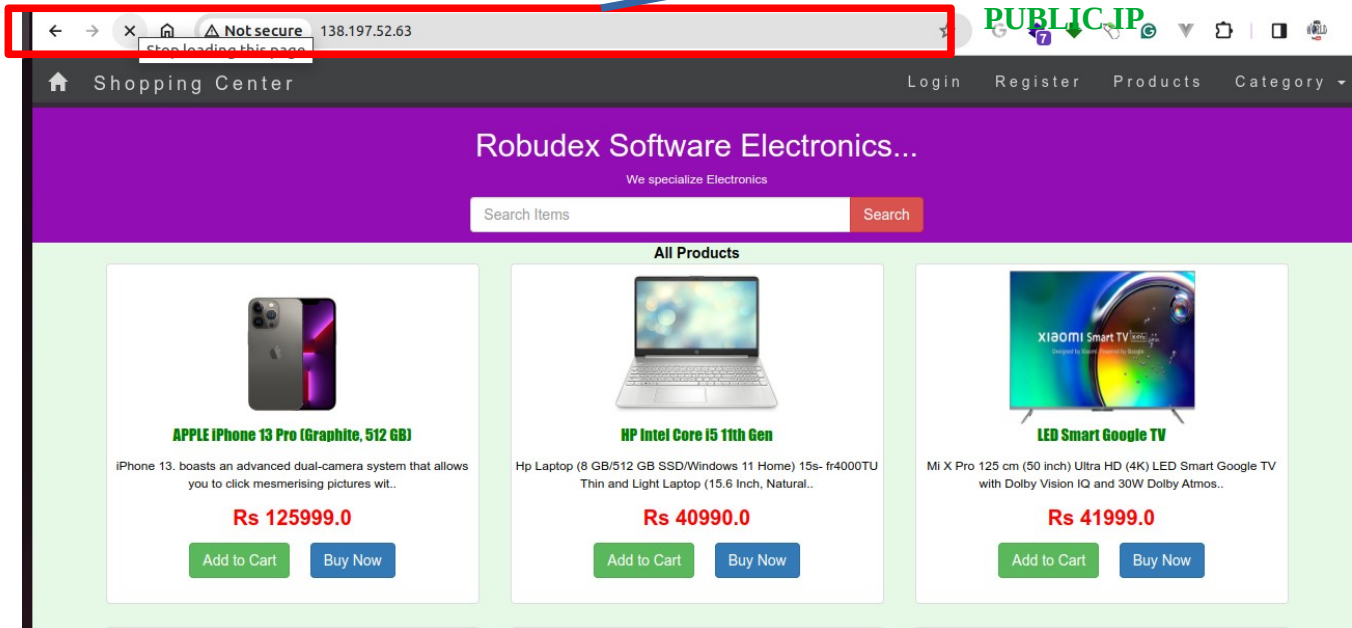 PUBLIC IP
Not secure 138.197.52.63
7
Stop loading this page
Shopping Center Login Register Products Category
Robudex Software Electronics...
We specialize Electronics
Search Items Search
All Products
XIAOMI Smart TV
APPLE iPhone 13 Pro (Graphite, 512 GB) HP Intel Core i5 11th Gen LED Smart Google TV
iPhone 13. boasts an advanced dual-camera system that allows Hp Laptop (8 GB/512 GB SSD/Windows 11 Home) 15s- fr4000TU Mi X Pro 125 cm (50 inch) Ultra HD (4K) LED Smart Google TV
you to click mesmerising pictures wit.. Thin and Light Laptop (15.6 Inch, Natural.. with Dolby Vision IQ and 30W Dolby Atmos..
Rs 125999.0 Rs 40990.0 Rs 41999.0
Add to Cart Buy Now Add to Cart Buy Now Add to Cart Buy Now